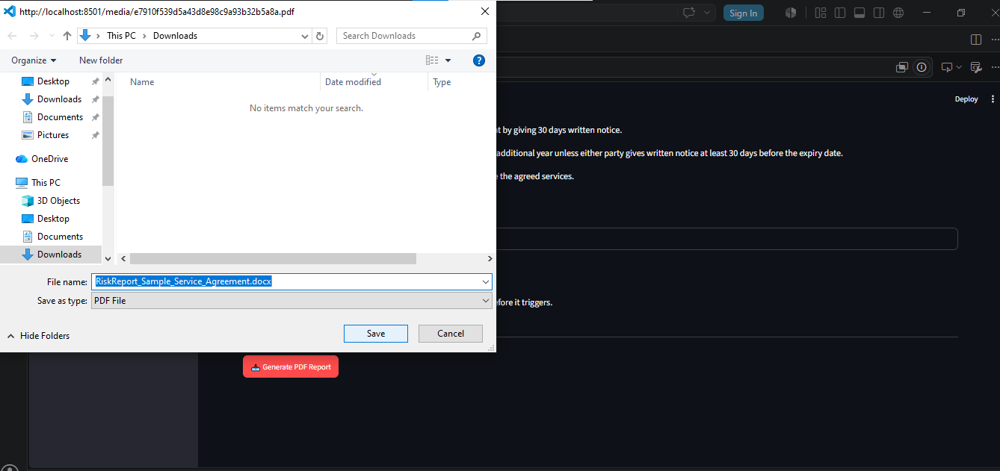 http://localhost:8501/media/e7910f539d5a43d8e98c9a93b32b5a8a.pdf
Sign In
This PC
Downloads
Search Downloads
Organize
New folder
?
Desktop
Downloads
Documents
Pictures
OneDrive
This PC
3D Objects
Desktop
Documents
Downloads
Name
Date modified
Type
No items match your search.
File name:
RiskReport_Sample_Service_Agreement.docx
Save as type:
PDF File
Hide Folders
Save
Cancel
Deploy
by giving 30 days written notice.
additional year unless either party gives written notice at least 30 days before the expiry date.
the agreed services.
it triggers.
Generate PDF Report